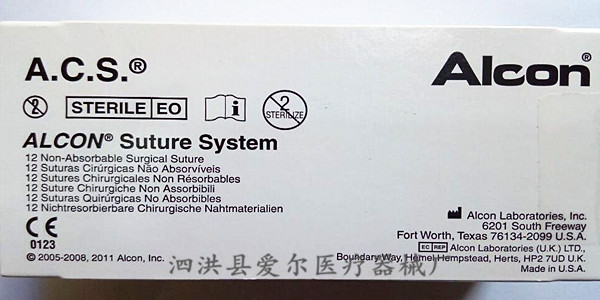 A.C.S.®
Alcon®
2
STERILE EO
i
2
STERILIZE
ALCON® Suture System
12 Non-Absorbable Surgical Suture
12 Suturas Cirúrgicas Não Absorvíveis
12 Sutures Chirurgicales Non Résorbables
12 Suture Chirurgiche Non Assorbibili
12 Suturas Quirúrgicas No Absorbibles
12 Nichtresorbierbare Chirurgische Nahtmaterialien
CE
0123
© 2005-2008, 2011 Alcon, Inc.
Alcon Laboratories, Inc.
6201 South Freeway
Fort Worth, Texas 76134-2099 U.S.A.
EC REP Alcon Laboratories (U.K.) LTD.,
Boundary Way, Hemel Hempstead, Herts, HP2 7UD U.K.
Made in U.S.A.
泗洪县爱尔医疗器械厂